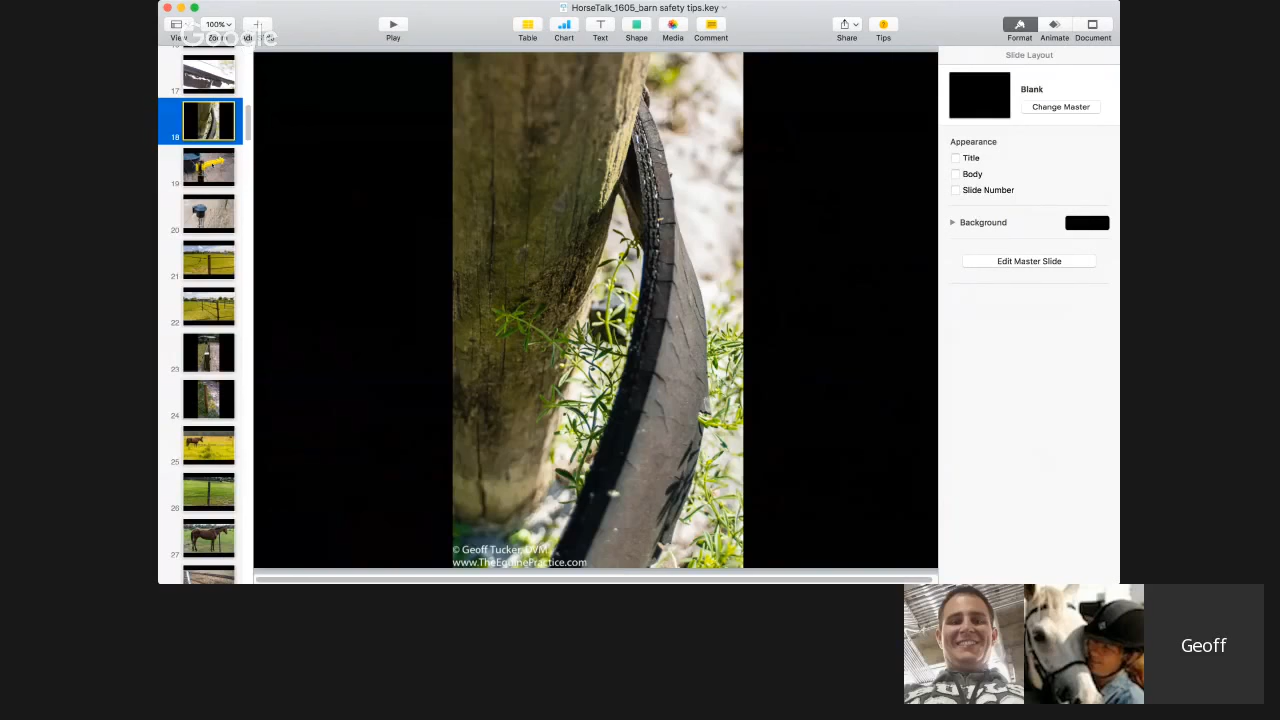 HorseTalk_1605_barn safety tips.key
View
100%
Zoom
Google
Play
Table
Chart
Text
Shape
Media
Comment
Share
Tips
Format
Animate
Document
17
18
19
20
21
22
23
24
25
26
27
© Geoff Tucker, DVM
www.TheEquinePractice.com
Slide Layout
Blank
Change Master
Appearance
Title
Body
Slide Number
Background
Edit Master Slide
Geoff